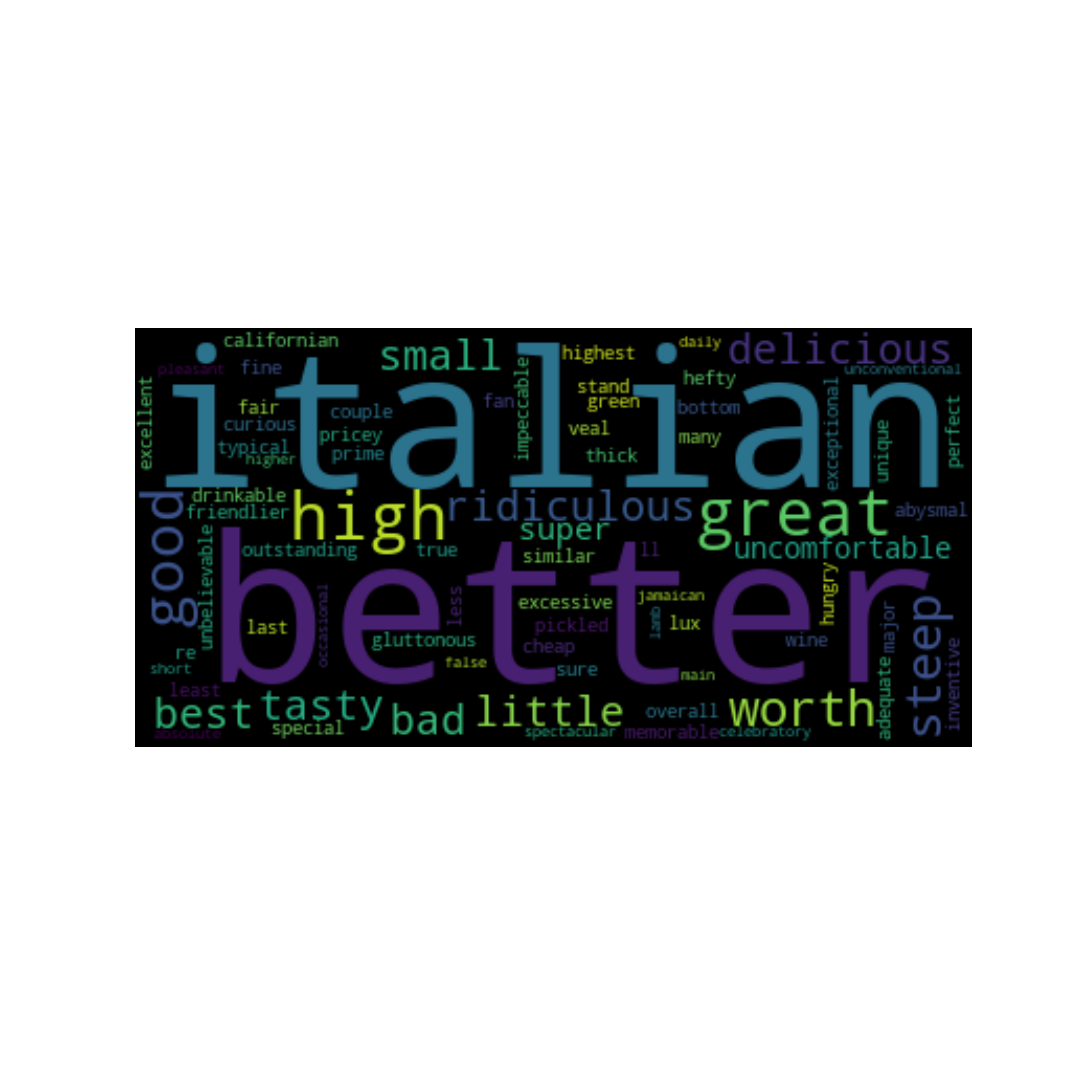 californian
small
highest
daily
delicious
pleasant
fine
italian
unconventional
excellent
fair
couple
fan
impeccable
stand
green
hefty
bottom
exceptional
unique
perfect
curious
pricey
veal
many
typical
higher
prime
thick
good
drinkable
friendlier
high
ridiculous
great
abysmal
super
outstanding
true
similar
ll
uncomfortable
unbelievable
better
occasional
less
excessive
jamaican
hungry
last
gluttonous
pickled
cheap
lamb
lux
wine
major
steep
re
short
false
sure
main
adequate
inventive
least
best
tasty
bad
little
overall
worth
absolute
special
spectacular
memorable
celebratory